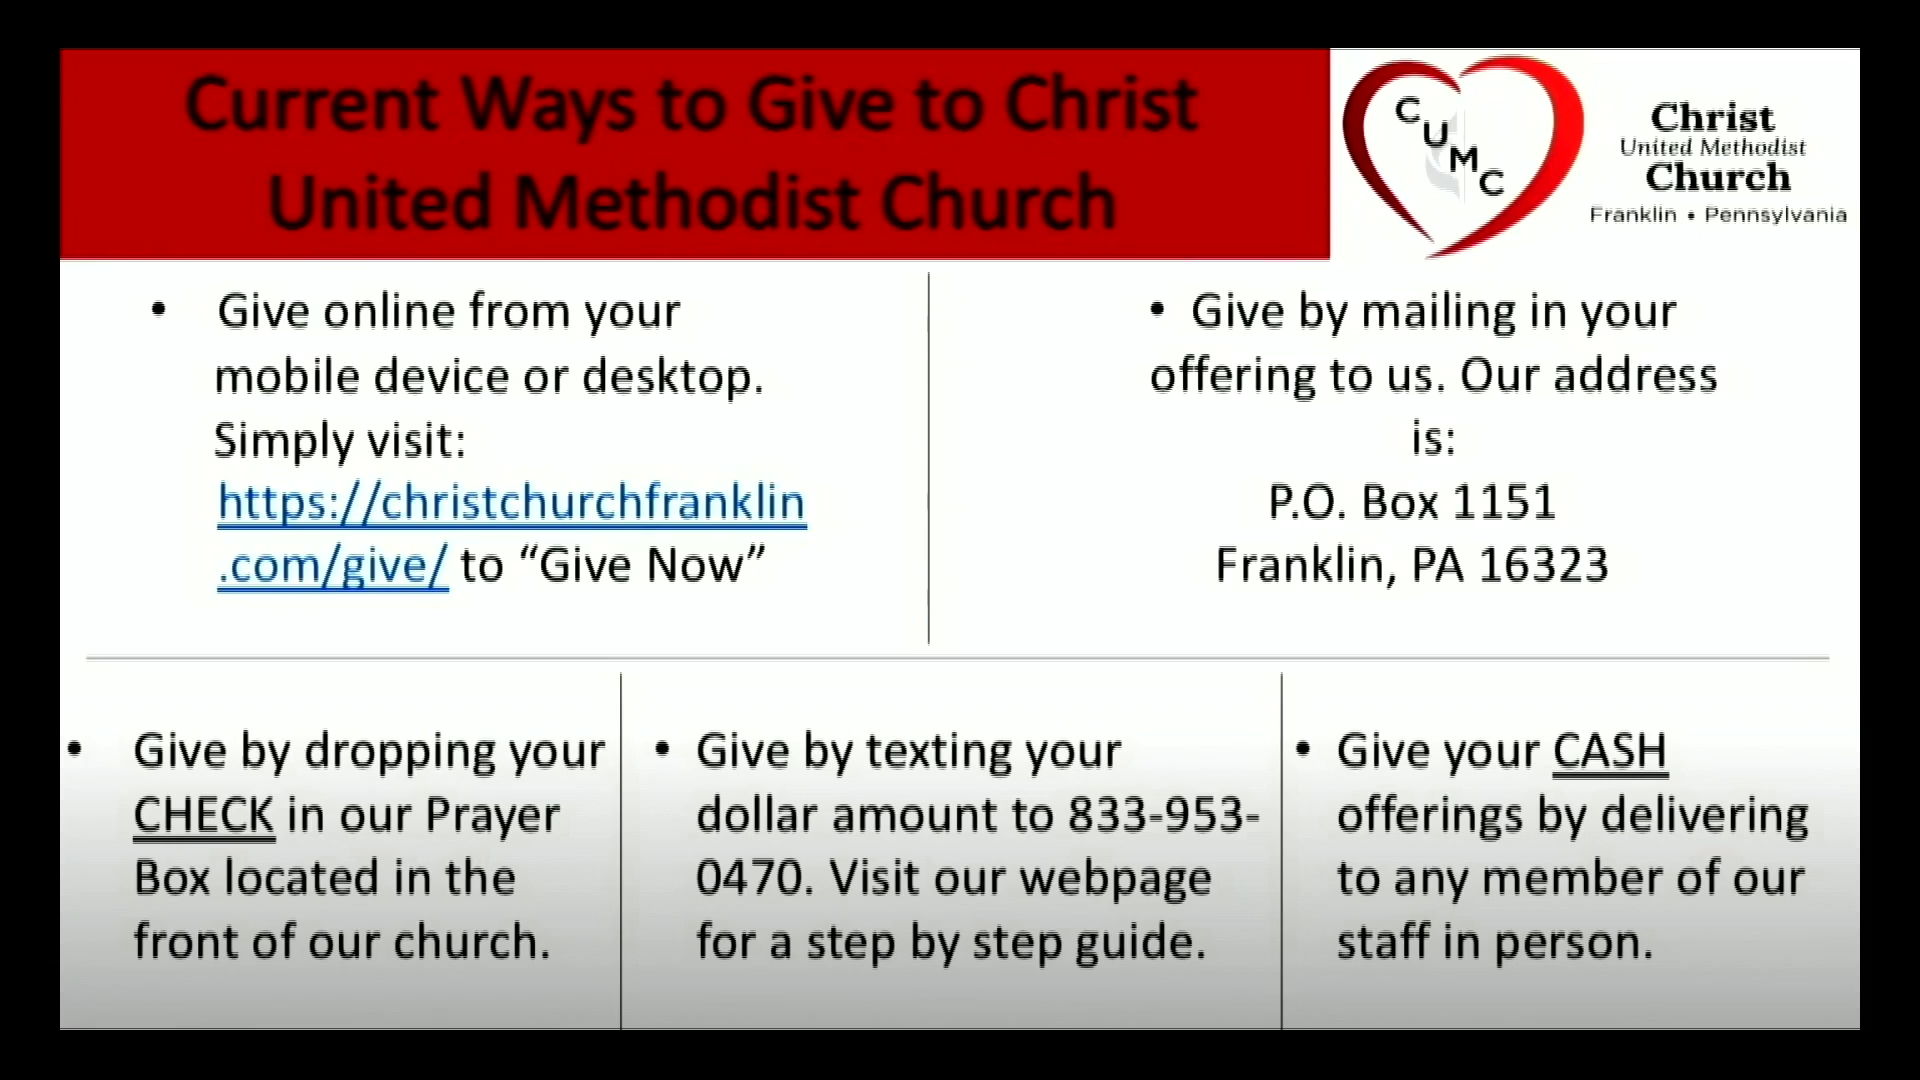 Current Ways to Give to Christ
United Methodist Church
C
U
M
C
Christ
United Methodist
Church
Franklin • Pennsylvania
• Give online from your
mobile device or desktop.
Simply visit:
https://christchurchfranklin
.com/give/ to “Give Now”
• Give by mailing in your
offering to us. Our address
is:
P.O. Box 1151
Franklin, PA 16323
• Give by dropping your
CHECK in our Prayer
Box located in the
front of our church.
• Give by texting your
dollar amount to 833-953-
0470. Visit our webpage
for a step by step guide.
• Give your CASH
offerings by delivering
to any member of our
staff in person.